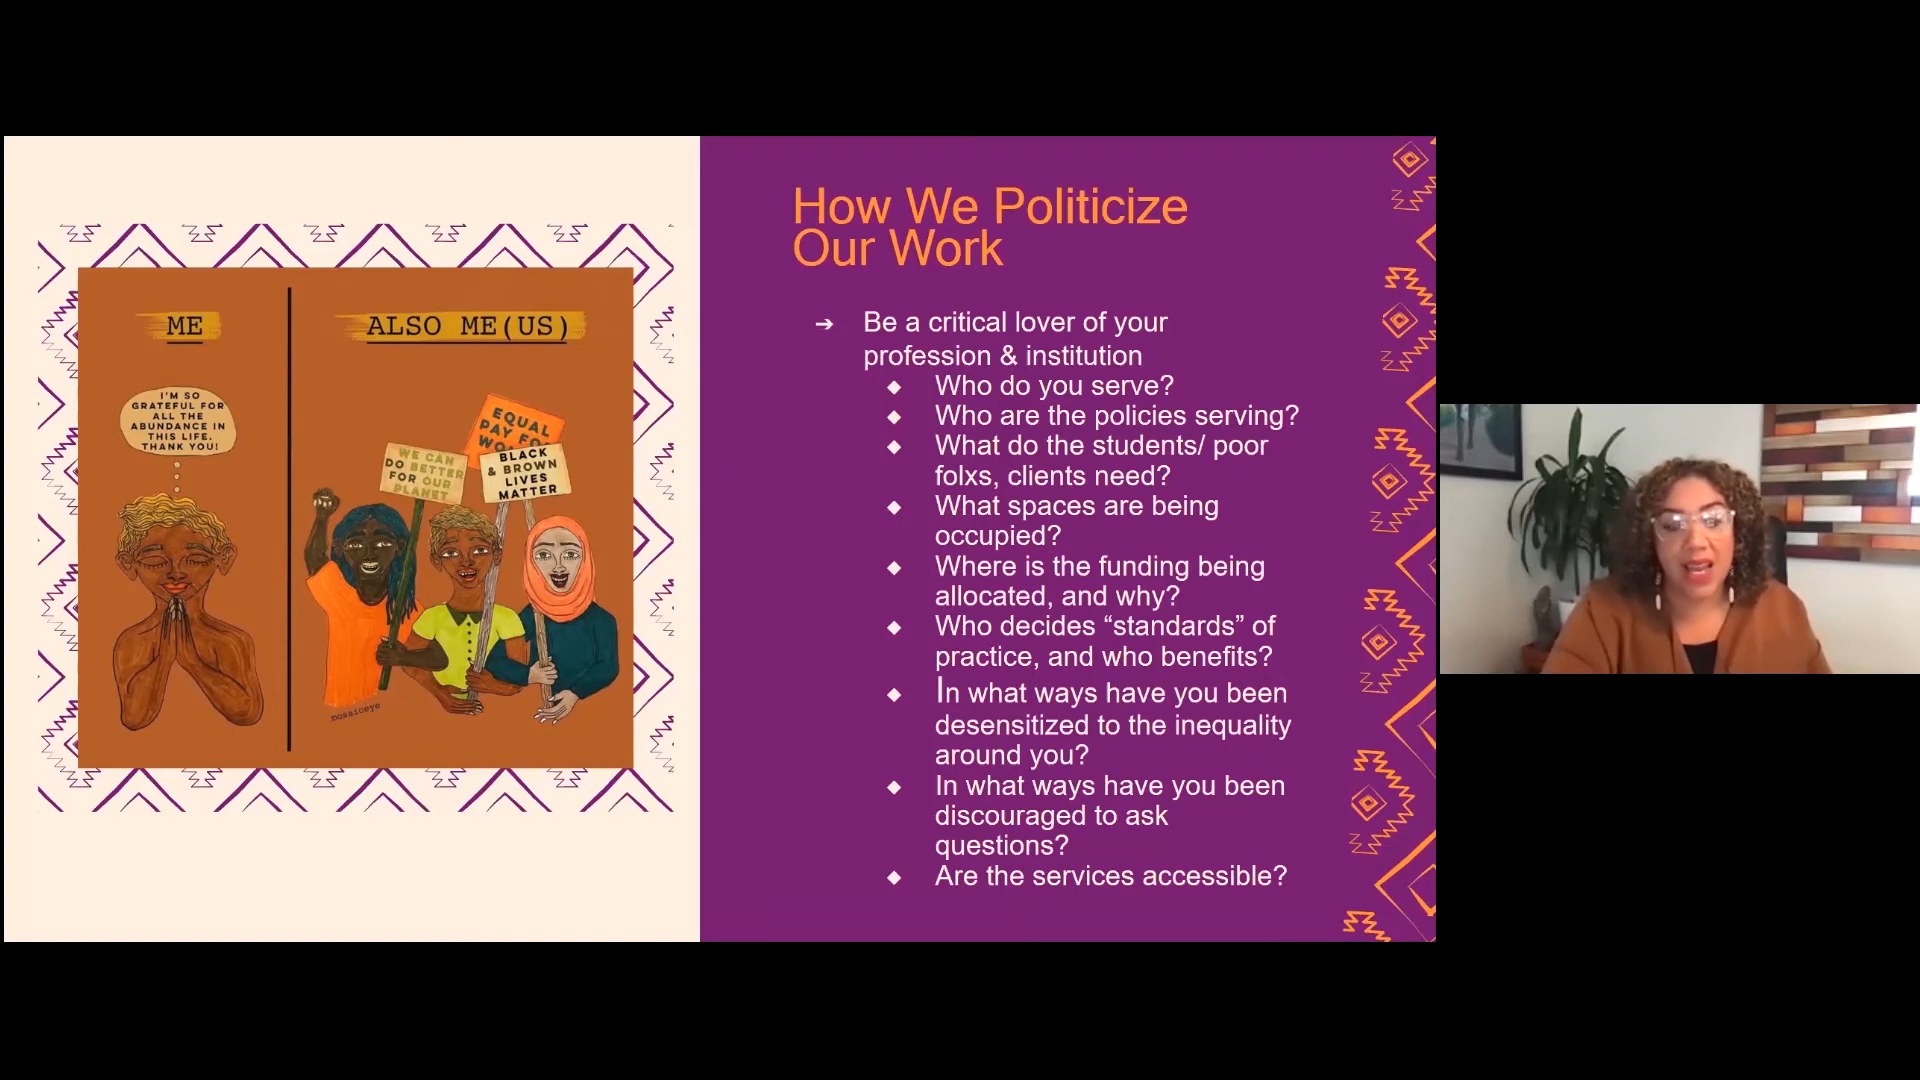 ME
I'M SO
GRATEFUL FOR
ALL THE
ABUNDANCE IN
THIS LIFE.
THANK YOU!
ALSO ME(US)
EQUAL
PAY FO
WO
WE CAN
DO BETTER
FOR OUR
PLANET
BLACK
& BROWN
LIVES
MATTER
mosaiceye
How We Politicize
Our Work
➔ Be a critical lover of your
profession & institution
◆ Who do you serve?
◆ Who are the policies serving?
◆ What do the students/ poor
folxs, clients need?
◆ What spaces are being
occupied?
◆ Where is the funding being
allocated, and why?
◆ Who decides “standards” of
practice, and who benefits?
◆ In what ways have you been
desensitized to the inequality
around you?
◆ In what ways have you been
discouraged to ask
questions?
◆ Are the services accessible?